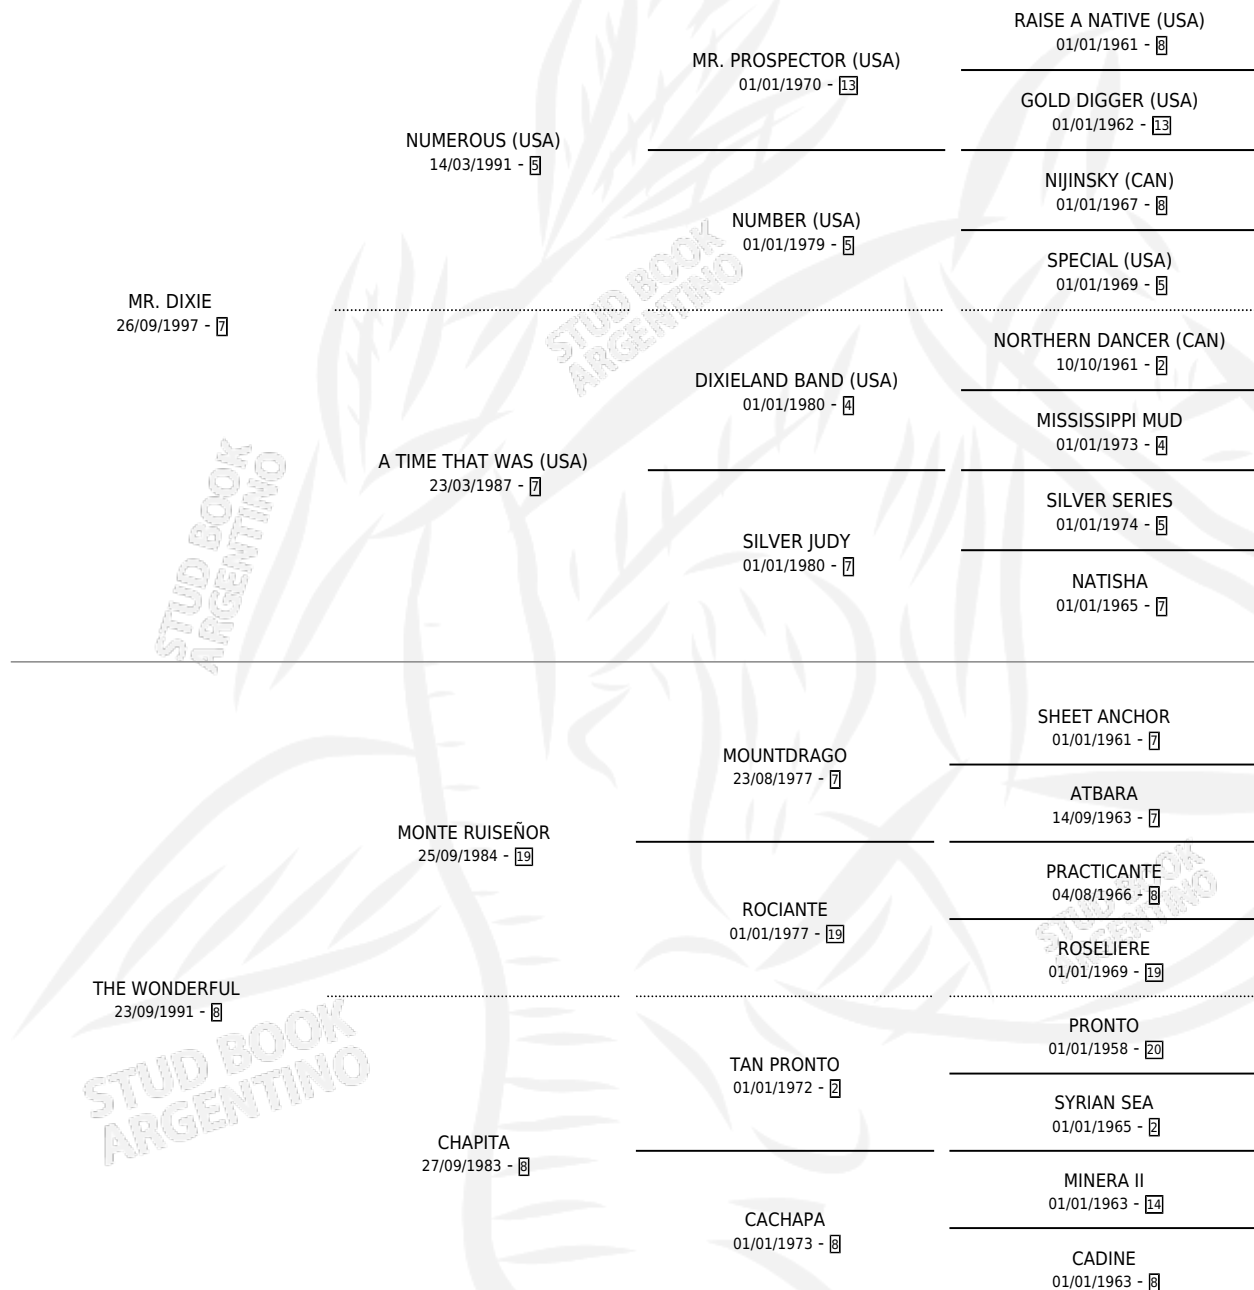 RAISE A NATIVE (USA)
01/01/1961 - 8
MR. PROSPECTOR (USA)
01/01/1970 - 13
GOLD DIGGER (USA)
01/01/1962 - 13
NUMEROUS (USA)
14/03/1991 - 5
NIJINSKY (CAN)
01/01/1967 - 8
NUMBER (USA)
01/01/1979 - 5
SPECIAL (USA)
01/01/1969 - 5
MR. DIXIE
26/09/1997 - 7
NORTHERN DANCER (CAN)
10/10/1961 - 2
DIXIELAND BAND (USA)
01/01/1980 - 4
MISSISSIPPI MUD
01/01/1973 - 4
A TIME THAT WAS (USA)
23/03/1987 - 7
SILVER SERIES
01/01/1974 - 5
SILVER JUDY
01/01/1980 - 7
NATISHA
01/01/1965 - 7
SHEET ANCHOR
01/01/1961 - 7
MOUNTDRAGO
23/08/1977 - 7
ATBARA
14/09/1963 - 7
MONTE RUISEÑOR
25/09/1984 - 19
PRACTICANTE
04/08/1966 - 8
ROCIANTE
01/01/1977 - 19
ROSELIERE
01/01/1969 - 19
THE WONDERFUL
23/09/1991 - 8
PRONTO
01/01/1958 - 20
TAN PRONTO
01/01/1972 - 2
SYRIAN SEA
01/01/1965 - 2
CHAPITA
27/09/1983 - 8
MINERA II
01/01/1963 - 14
CACHAPA
01/01/1973 - 8
CADINE
01/01/1963 - 8
STUD BOOK
ARGENTINO
STUD BOOK
ARGENTINO
STUD BOOK
ARGENTINO
STUD BOOK
ARGENTINO